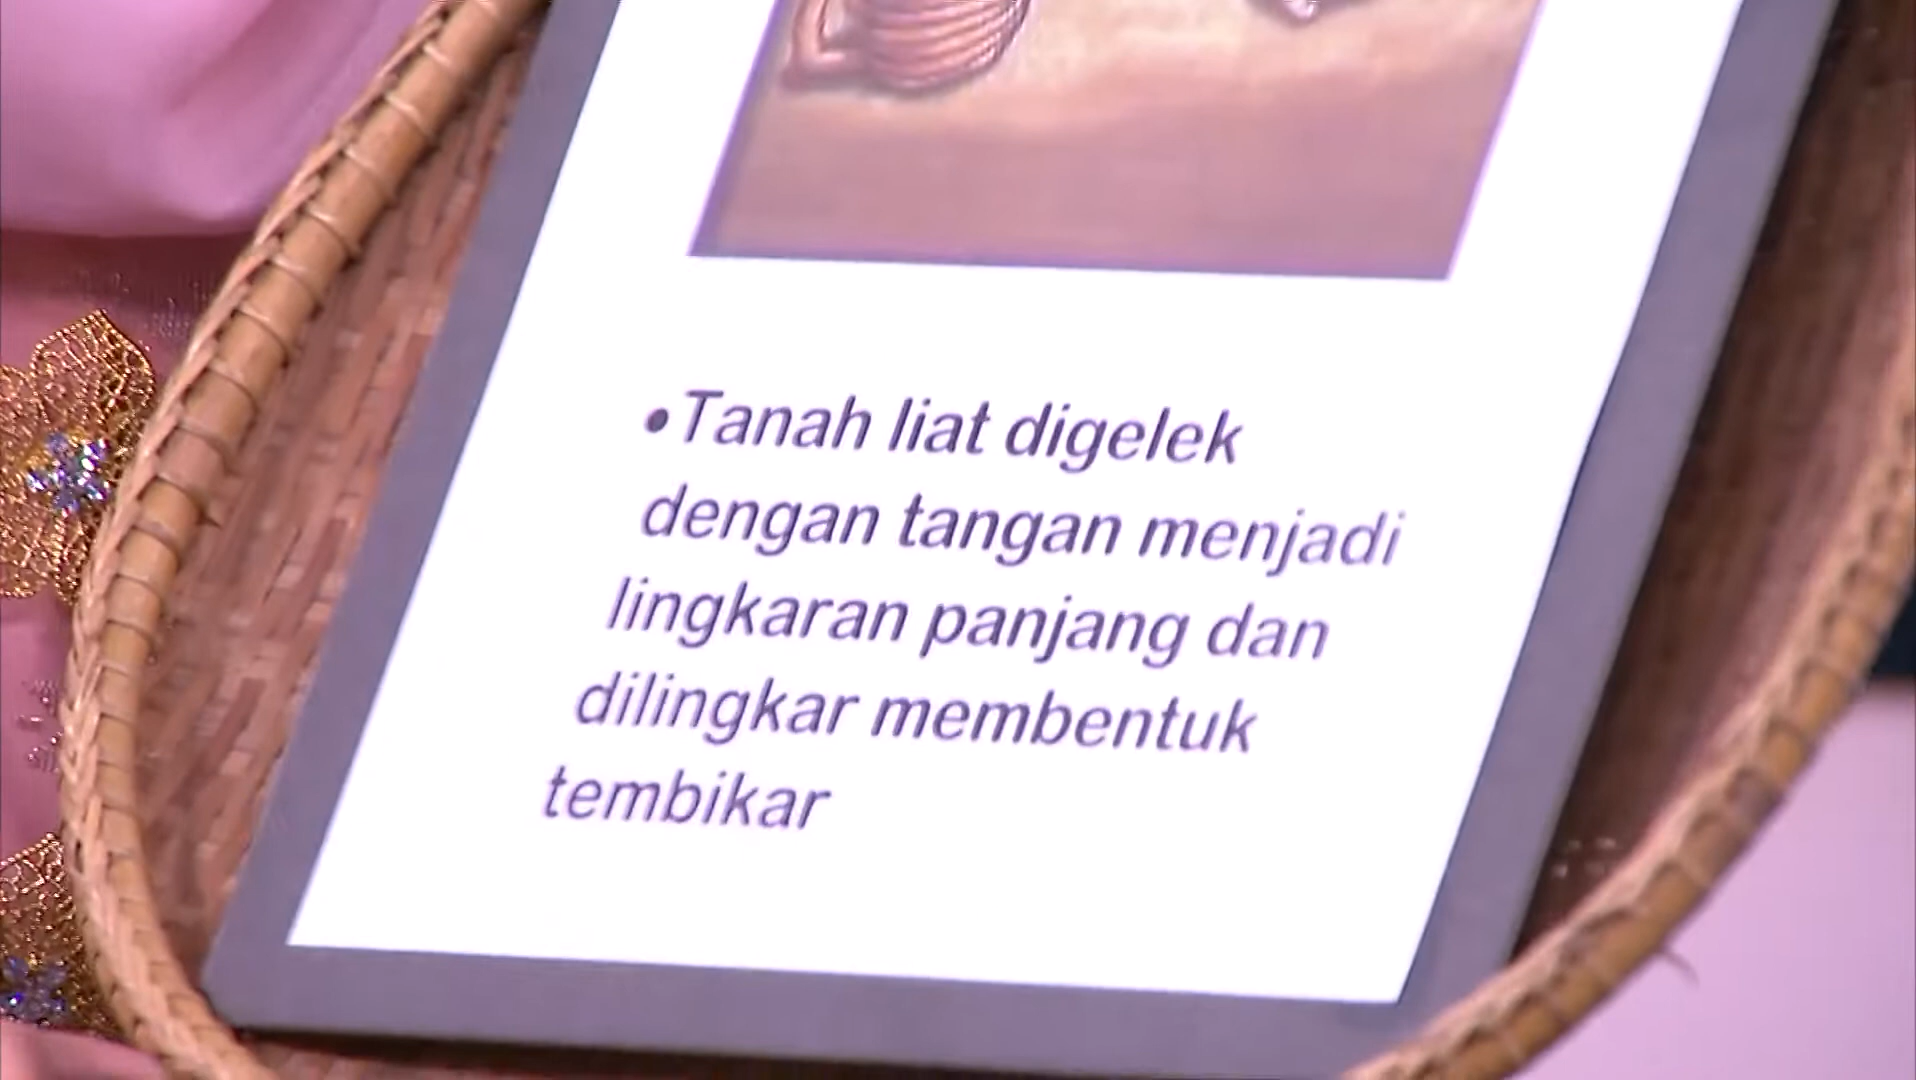 •Tanah liat digelek
dengan tangan menjadi
lingkaran panjang dan
dilingkar membentuk
tembikar